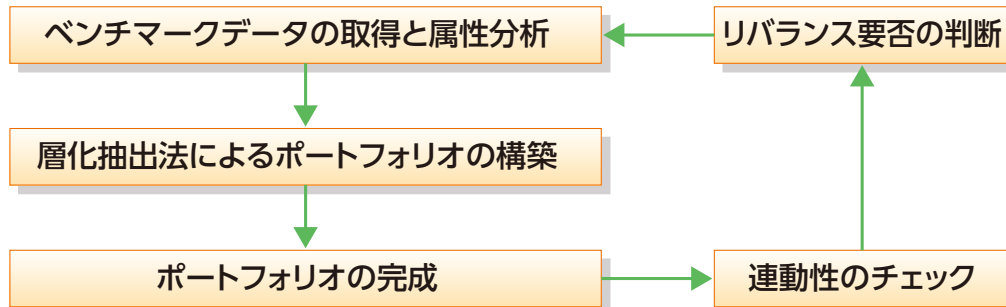 ベンチマークデータの取得と属性分析
リバランス要否の判断
層化抽出法によるポートフォリオの構築
ポートフォリオの完成
連動性のチェック